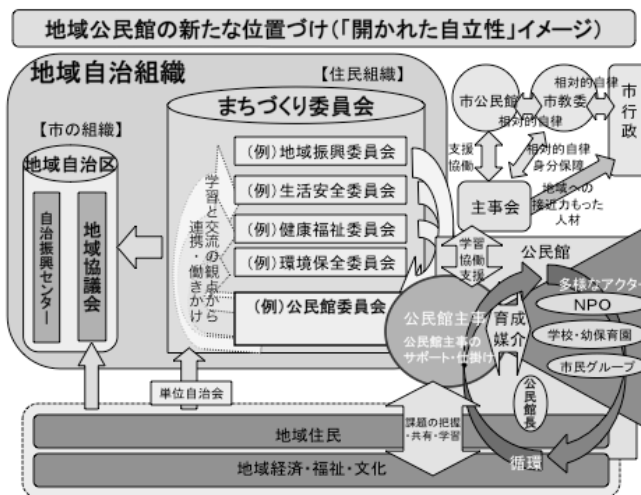 地域公民館の新たな位置づけ(「開かれた自立性」イメージ)
地域自治組織
【住民組織】
まちづくり委員会
【市の組織】
地域自治区
自治振興センター
地域協議会
学習と交流の観点から
連携・働きかけ
(例)地域振興委員会
(例)生活安全委員会
(例)健康福祉委員会
(例)環境保全委員会
(例)公民館委員会
市公民館
相対的自律
市教委
相対的自律
市行政
支援
協働
相対的自律
身分保障
主事会
地域への
接近力もった
人材
学習
協働
支援
公民館
多様なアクター
NPO
学校・幼保育園
市民グループ
公民館主事
公民館主事の
サポート・仕掛け
育成
媒介
公民館長
循環
単位自治会
課題の把握
・共有・学習
地域住民
地域経済・福祉・文化